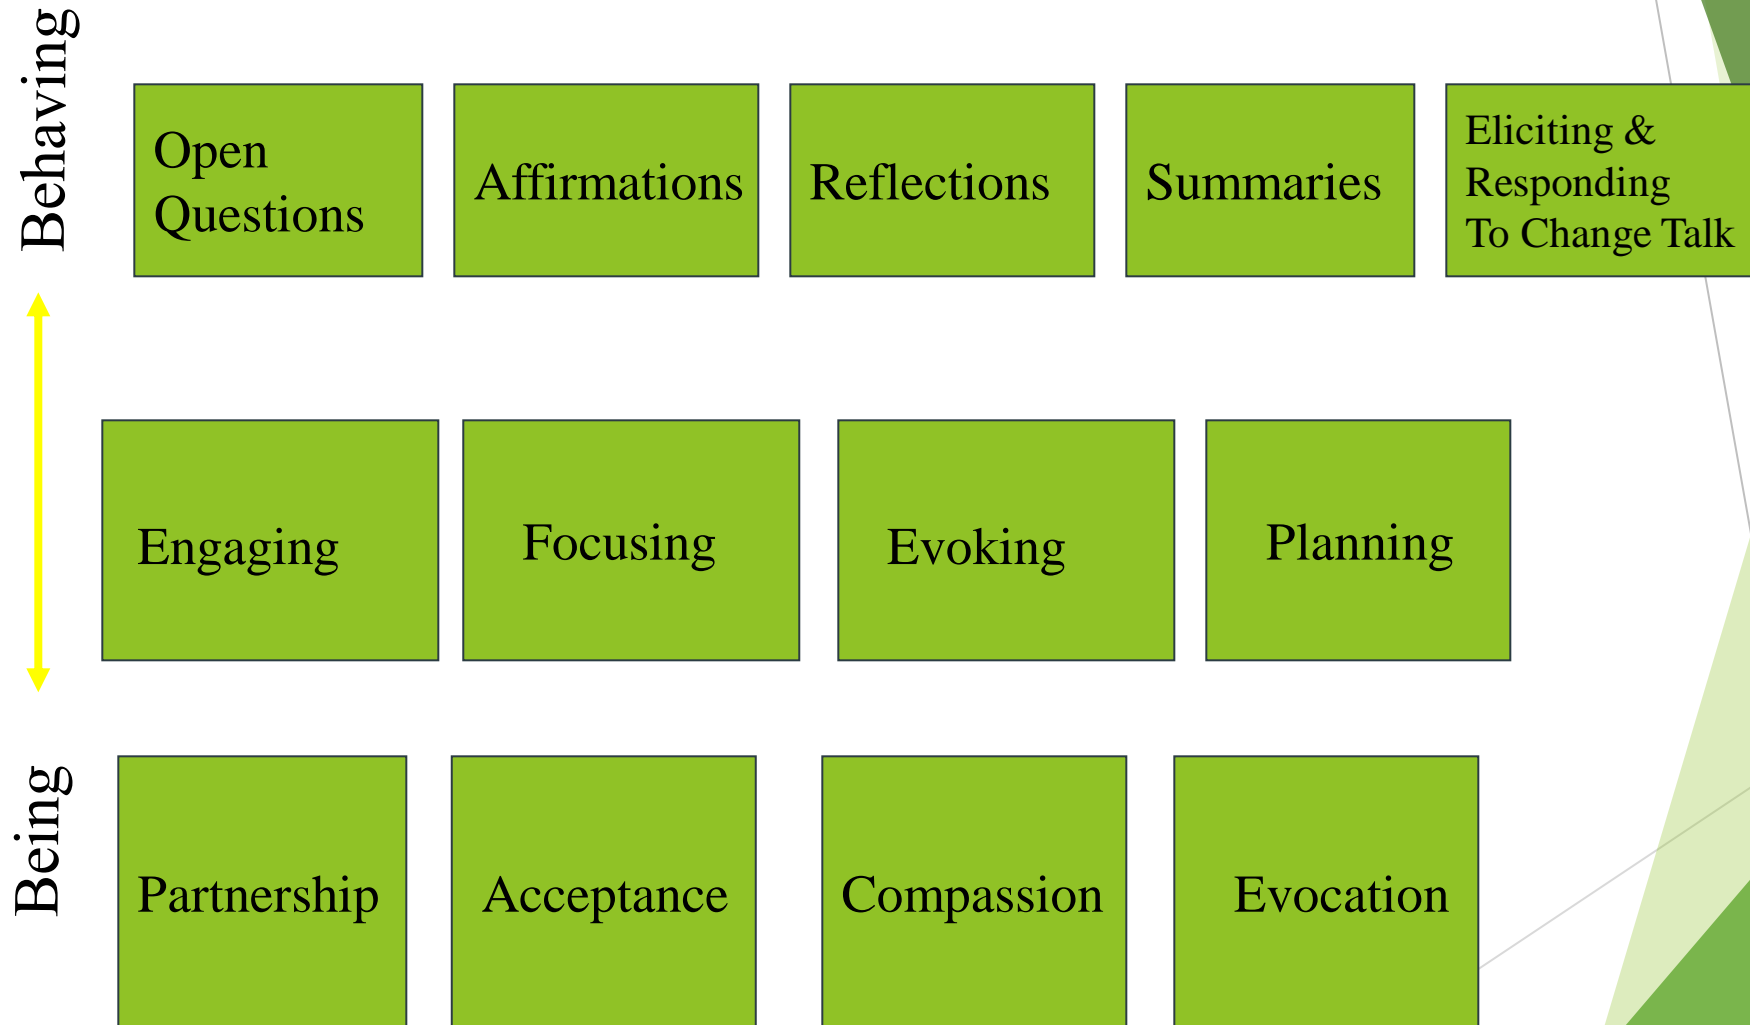 Behaving
Open
Questions
Affirmations
Reflections
Summaries
Eliciting &
Responding
To Change Talk
Engaging
Focusing
Evoking
Planning
Being
Partnership
Acceptance
Compassion
Evocation